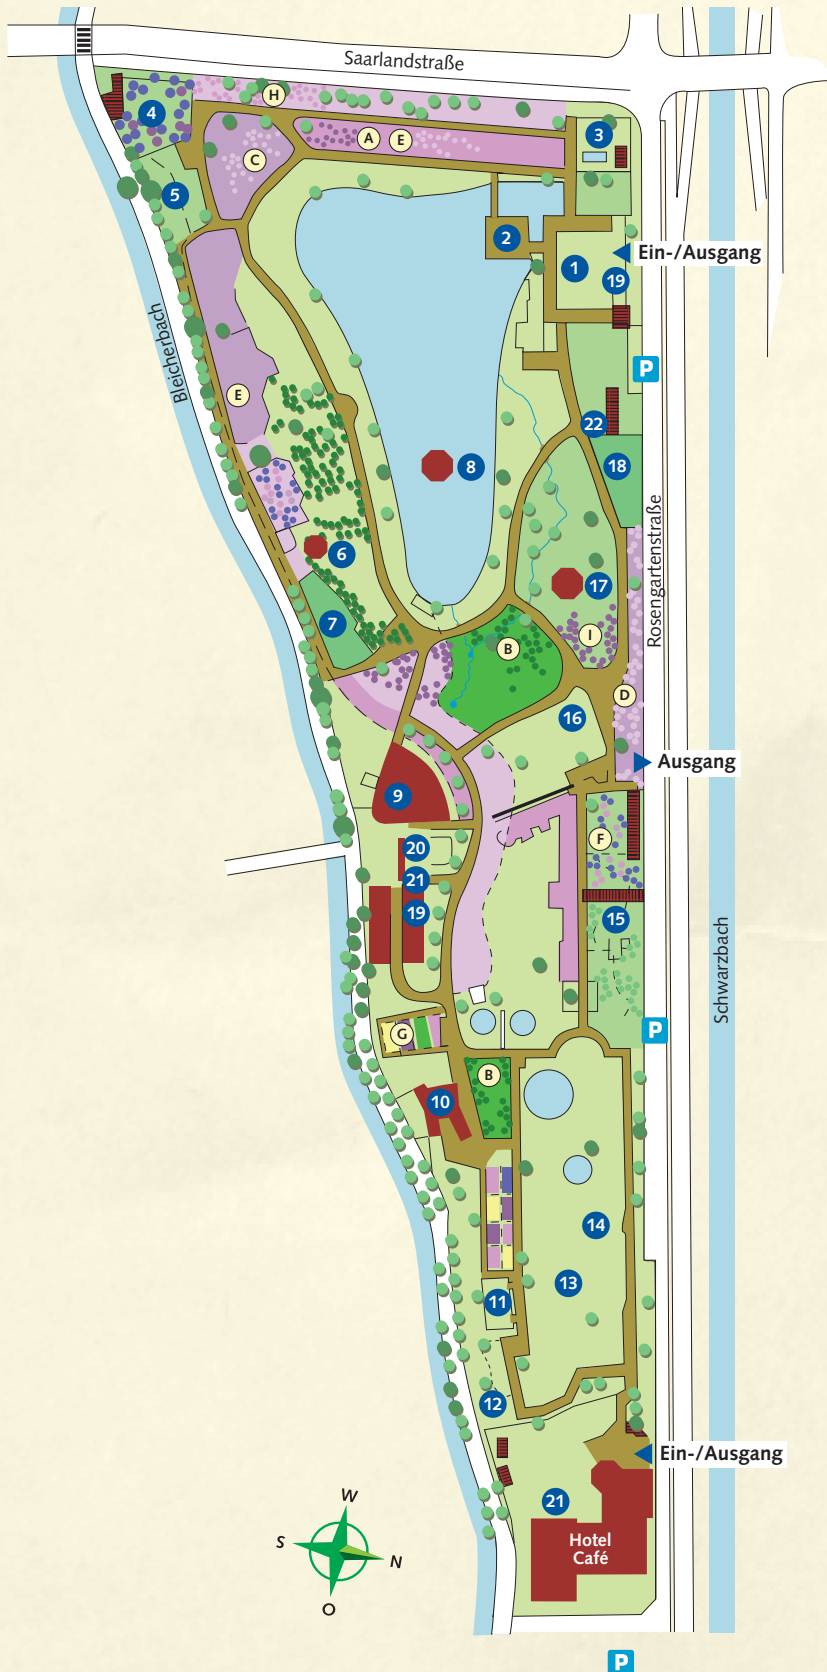 Saarlandstraße
H
4
A
E
3
C
5
2
1
Ein-/Ausgang
19
Bleicherbach
P
E
22
8
18
Rosengartenstraße
6
17
7
I
B
D
16
Ausgang
9
F
20
21
19
15
Schwarzbach
G
P
B
10
14
13
11
12
Ein-/Ausgang
21
Hotel
Café
W
S
N
O
P